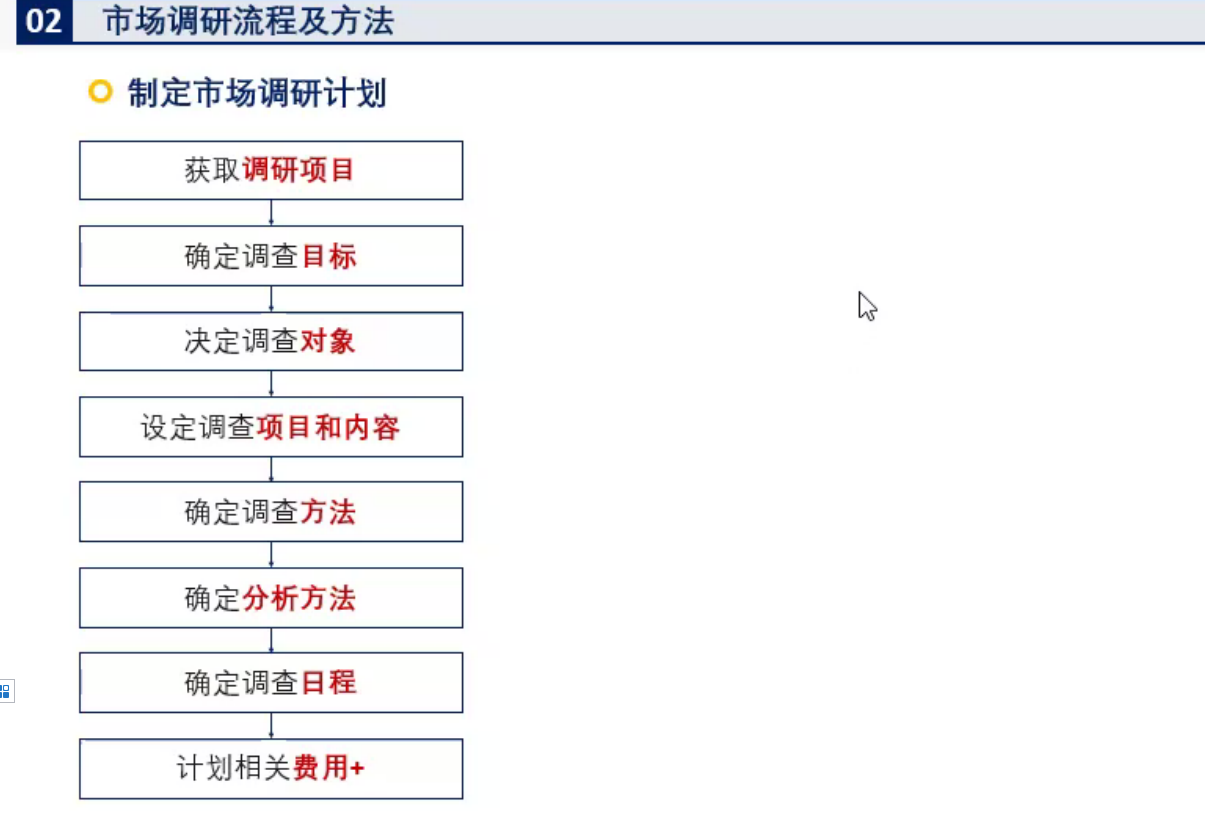 02 市场调研流程及方法
制定市场调研计划
获取调研项目
确定调查目标
决定调查对象
设定调查项目和内容
确定调查方法
确定分析方法
确定调查日程
计划相关费用+